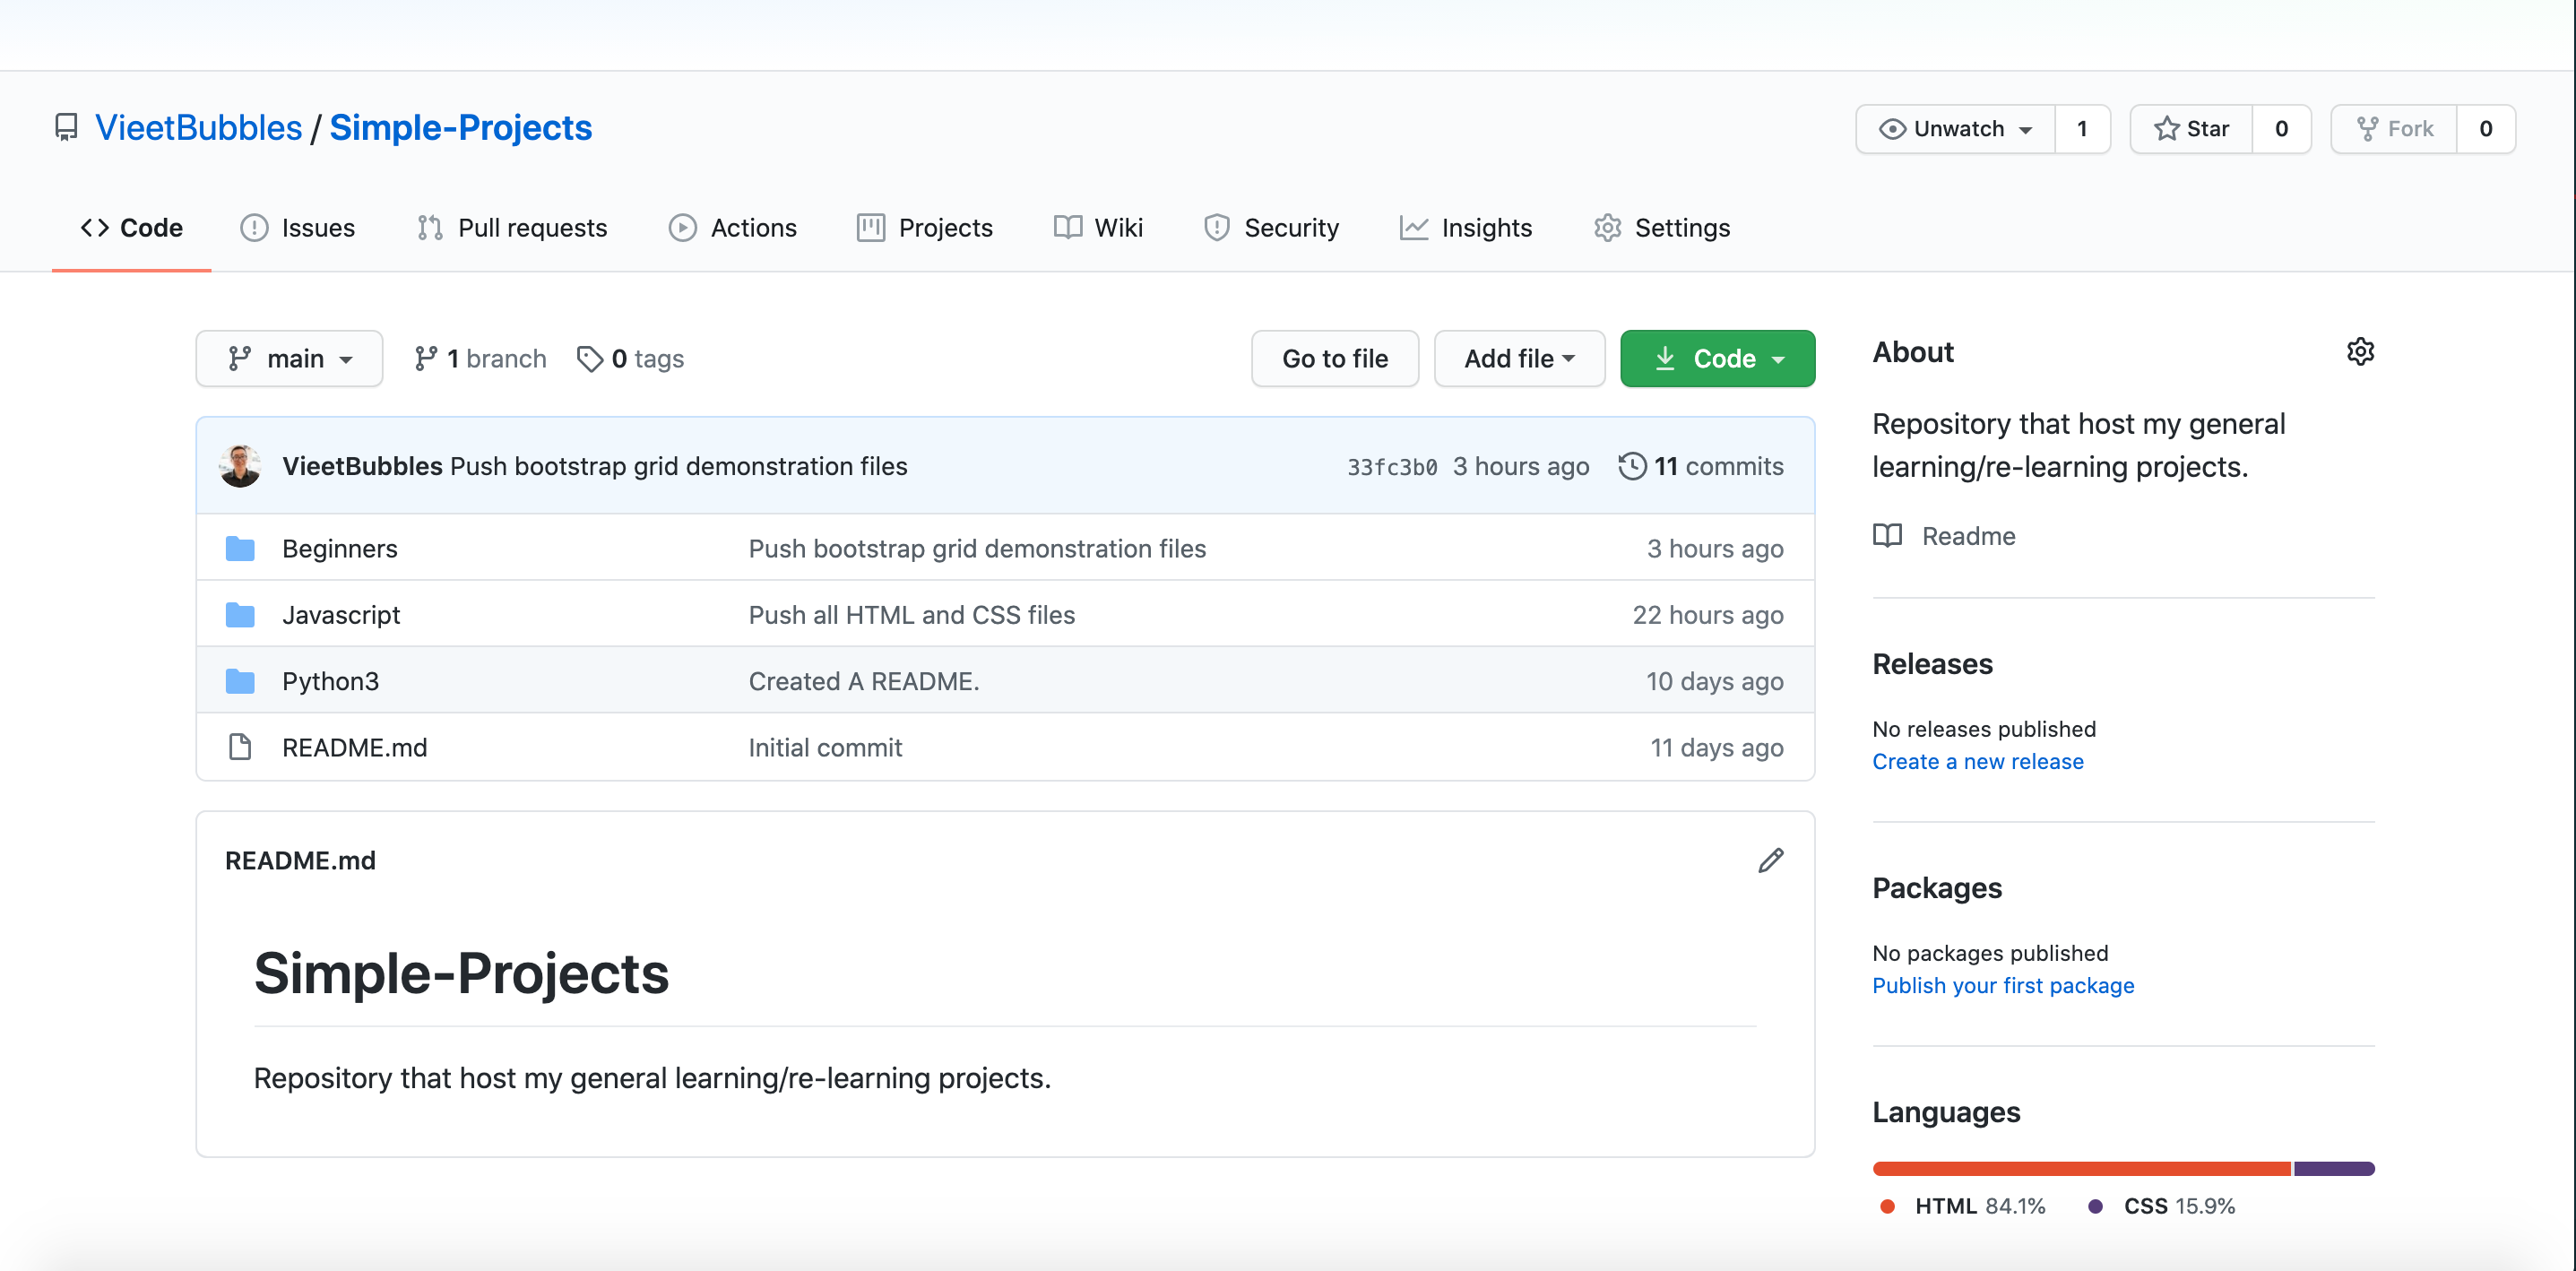 VieetBubbles / Simple-Projects
Unwatch 1
Star 0
Fork 0
Code
Issues
Pull requests
Actions
Projects
Wiki
Security
Insights
Settings
main
1 branch
0 tags
Go to file
Add file
Code
VieetBubbles Push bootstrap grid demonstration files 33fc3b0 3 hours ago 11 commits
Beginners Push bootstrap grid demonstration files 3 hours ago
Javascript Push all HTML and CSS files 22 hours ago
Python3 Created A README. 10 days ago
README.md Initial commit 11 days ago
README.md
Simple-Projects
Repository that host my general learning/re-learning projects.
About
Repository that host my general
learning/re-learning projects.
Readme
Releases
No releases published
Create a new release
Packages
No packages published
Publish your first package
Languages
HTML 84.1% CSS 15.9%